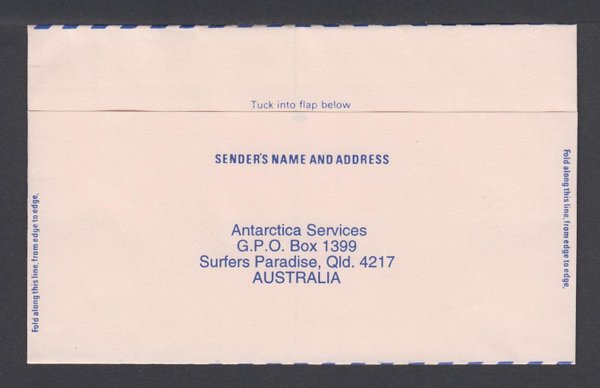 Tuck into flap below
SENDER'S NAME AND ADDRESS
Antarctica Services
G.P.O. Box 1399
Surfers Paradise, Qld. 4217
AUSTRALIA
Fold along this line, from edge to edge.
Fold along this line, from edge to edge.